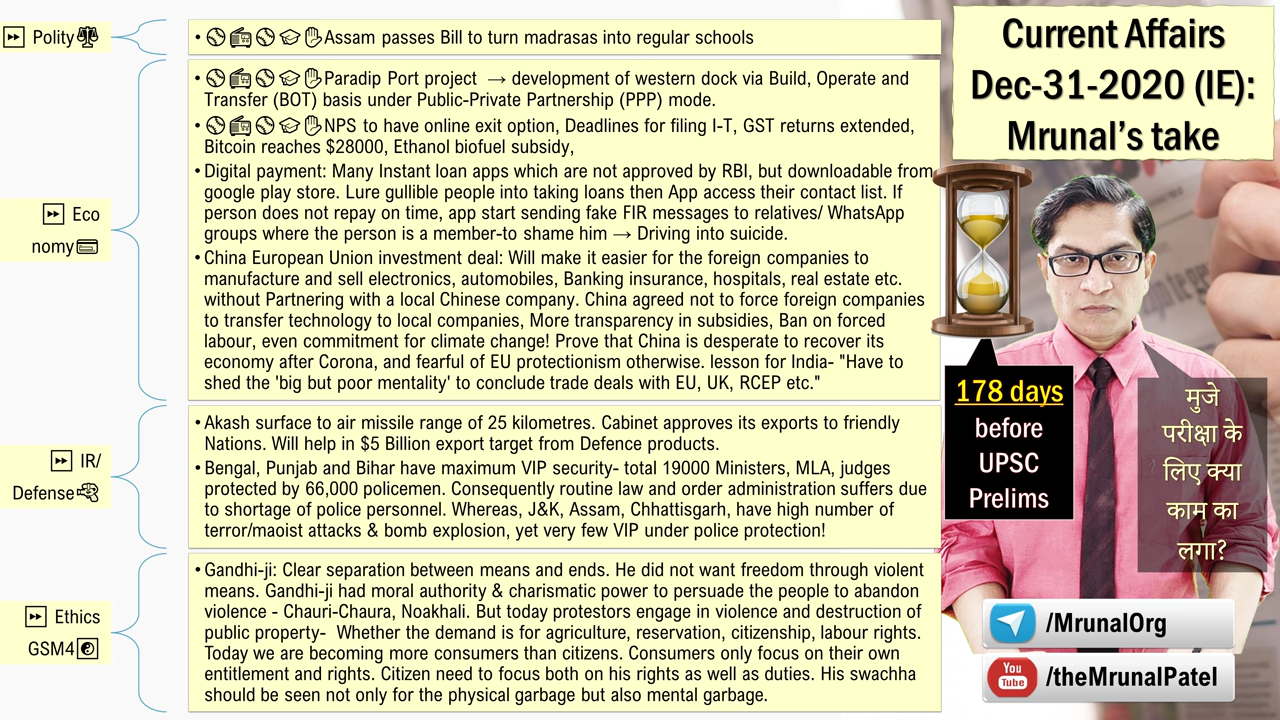 Polity
• Assam passes Bill to turn madrasas into regular schools
Eco
nomy
• Paradip Port project → development of western dock via Build, Operate and
Transfer (BOT) basis under Public-Private Partnership (PPP) mode.
• NPS to have online exit option, Deadlines for filing I-T, GST returns extended,
Bitcoin reaches $28000, Ethanol biofuel subsidy,
• Digital payment: Many Instant loan apps which are not approved by RBI, but downloadable from
google play store. Lure gullible people into taking loans then App access their contact list. If
person does not repay on time, app start sending fake FIR messages to relatives/ WhatsApp
groups where the person is a member-to shame him → Driving into suicide.
• China European Union investment deal: Will make it easier for the foreign companies to
manufacture and sell electronics, automobiles, Banking insurance, hospitals, real estate etc.
without Partnering with a local Chinese company. China agreed not to force foreign companies
to transfer technology to local companies, More transparency in subsidies, Ban on forced
labour, even commitment for climate change! Prove that China is desperate to recover its
economy after Corona, and fearful of EU protectionism otherwise. lesson for India- "Have to
shed the 'big but poor mentality' to conclude trade deals with EU, UK, RCEP etc."
IR/
Defense
• Akash surface to air missile range of 25 kilometres. Cabinet approves its exports to friendly
Nations. Will help in $5 Billion export target from Defence products.
• Bengal, Punjab and Bihar have maximum VIP security- total 19000 Ministers, MLA, judges
protected by 66,000 policemen. Consequently routine law and order administration suffers due
to shortage of police personnel. Whereas, J&K, Assam, Chhattisgarh, have high number of
terror/maoist attacks & bomb explosion, yet very few VIP under police protection!
Ethics
GSM4
• Gandhi-ji: Clear separation between means and ends. He did not want freedom through violent
means. Gandhi-ji had moral authority & charismatic power to persuade the people to abandon
violence - Chauri-Chaura, Noakhali. But today protestors engage in violence and destruction of
public property- Whether the demand is for agriculture, reservation, citizenship, labour rights.
Today we are becoming more consumers than citizens. Consumers only focus on their own
entitlement and rights. Citizen need to focus both on his rights as well as duties. His swachha
should be seen not only for the physical garbage but also mental garbage.
Current Affairs
Dec-31-2020 (IE):
Mrunal's take
178 days
before
UPSC
Prelims
मुजे
परीक्षा के
लिए क्या
काम का
लगा?
/MrunalOrg
You
Tube
/theMrunalPatel